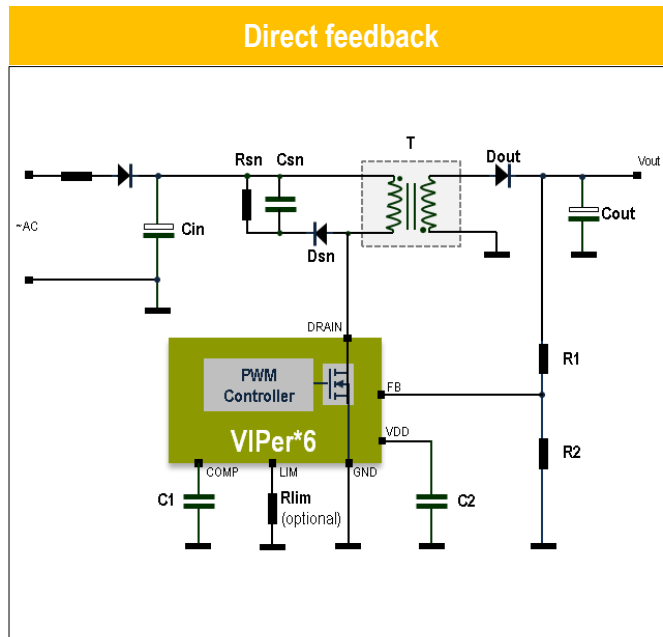 Direct feedback
T
Rsn
Csn
Dout
Vout
~AC
Cin
Cout
Dsn
DRAIN
R1
PWM
Controller
FB
VIPer*6
VDD
R2
COMP
LIM
GND
C1
Rlim
(optional)
C2